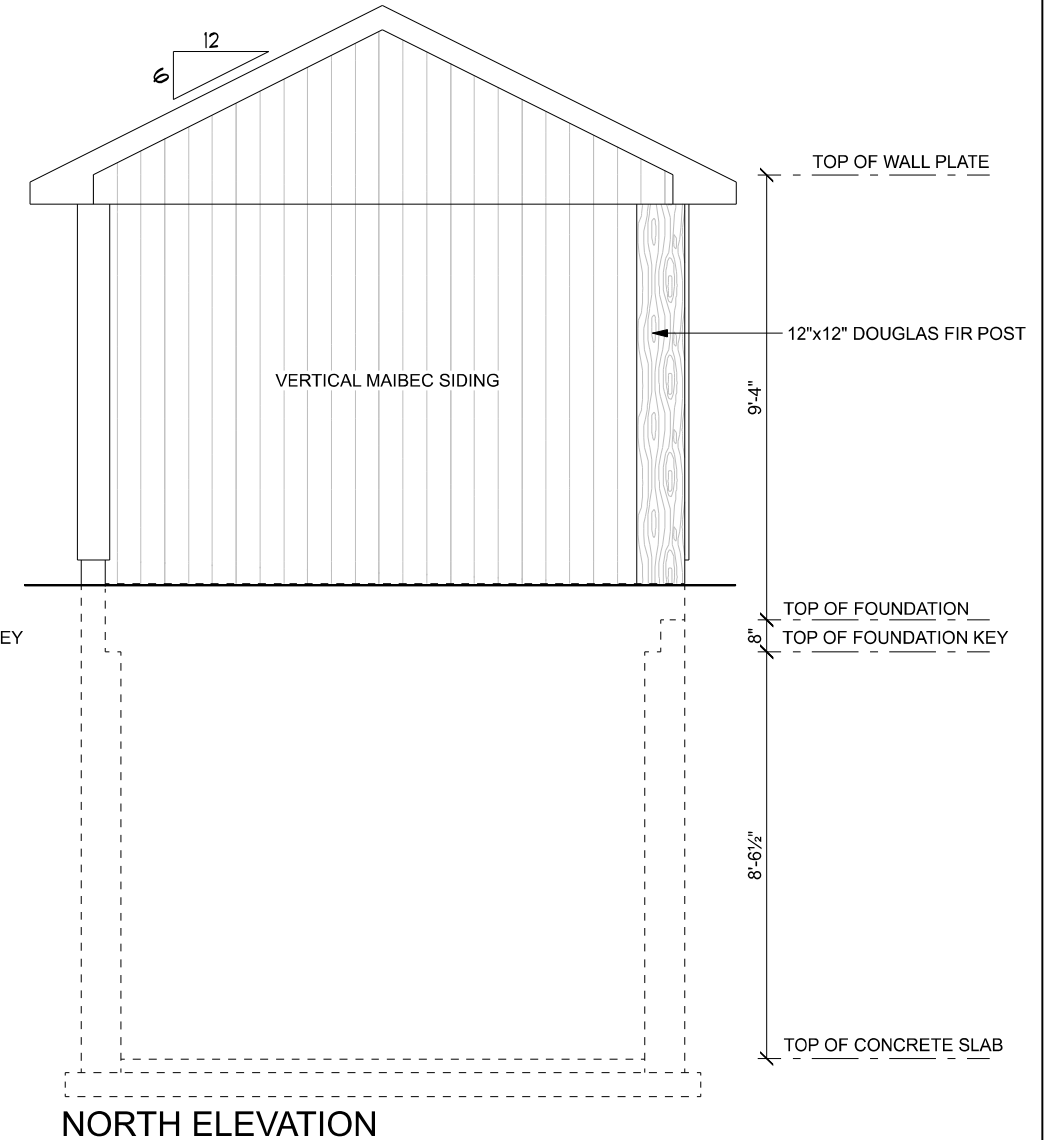 12
6
TOP OF WALL PLATE
12"x12" DOUGLAS FIR POST
VERTICAL MAIBEC SIDING
9'-4"
TOP OF FOUNDATION
EY
8"
TOP OF FOUNDATION KEY
8'-6½"
TOP OF CONCRETE SLAB
NORTH ELEVATION